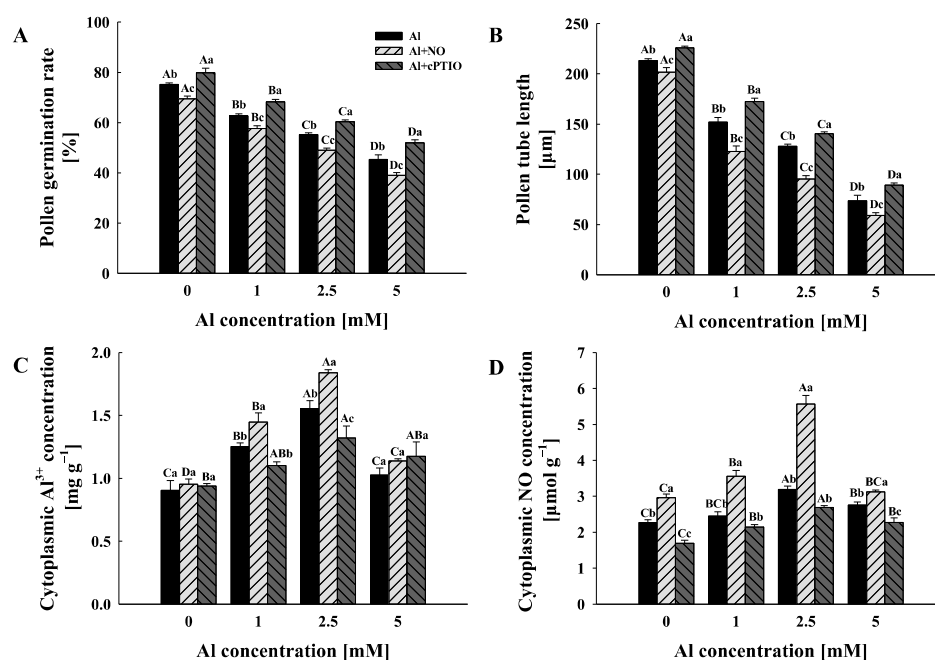 A
Pollen germination rate
[%]
100
80
60
40
20
0
Al
Al+NO
Al+cPTIO
Ab
Ac
Aa
Bb
Bc
Ba
Cb
Cc
Ca
Db
Dc
Da
0 1 2.5 5
Al concentration [mM]
B
Pollen tube length
[µm]
250
200
150
100
50
0
Ab
Ac
Aa
Bb
Bc
Ba
Cb
Cc
Ca
Db
Dc
Da
0 1 2.5 5
Al concentration [mM]
C
Cytoplasmic Al³⁺ concentration
[mg g⁻¹]
2.0
1.5
1.0
0.5
0.0
Ca
Da
Ba
Bb
Ba
ABb
Ab
Aa
Ac
Ca
Ca
ABa
0 1 2.5 5
Al concentration [mM]
D
Cytoplasmic NO concentration
[µmol g⁻¹]
7
6
5
4
3
2
1
0
Cb
Ca
Cc
BCb
Ba
Bb
Ab
Aa
Ab
Bb
BCa
Bc
0 1 2.5 5
Al concentration [mM]